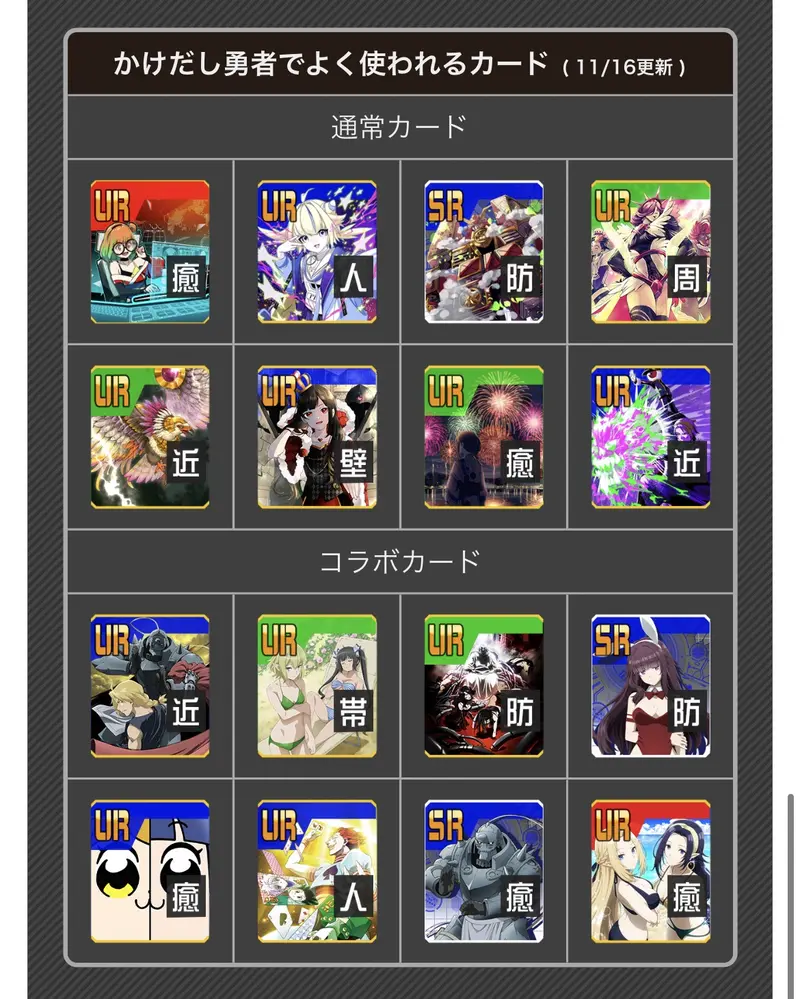 かけだし勇者でよく使われるカード ( 11/16更新 )
通常カード
UR 癒
UR 人
SR 防
UR 周
UR 近
UR 壁
UR 癒
UR 近
コラボカード
UR 近
UR 帯
UR 防
SR 防
UR 癒
UR 人
SR 癒
UR 癒